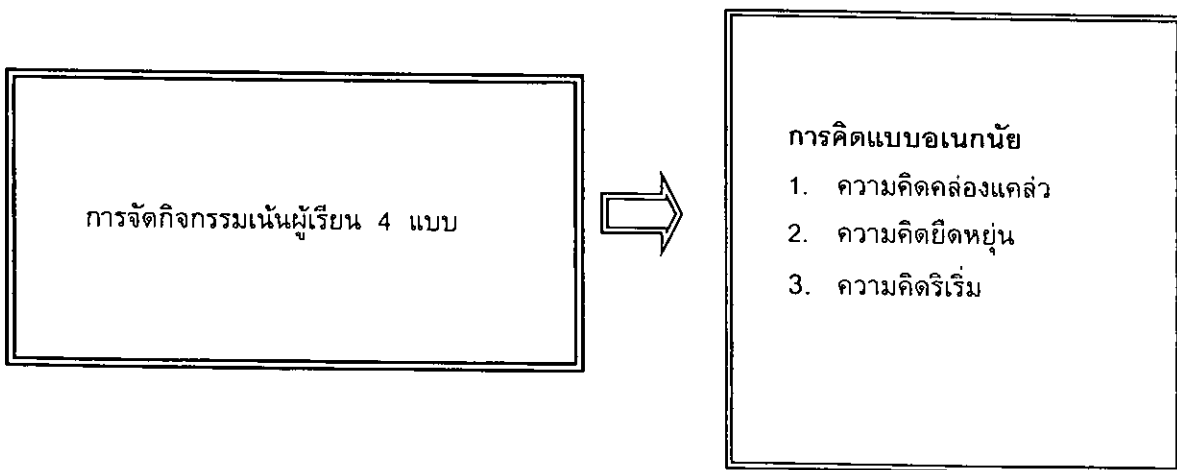 การจัดกิจกรรมเน้นผู้เรียน 4 แบบ
การคิดแบบอเนกนัย
1. ความคิดคล่องแคล่ว
2. ความคิดยืดหยุ่น
3. ความคิดริเริ่ม